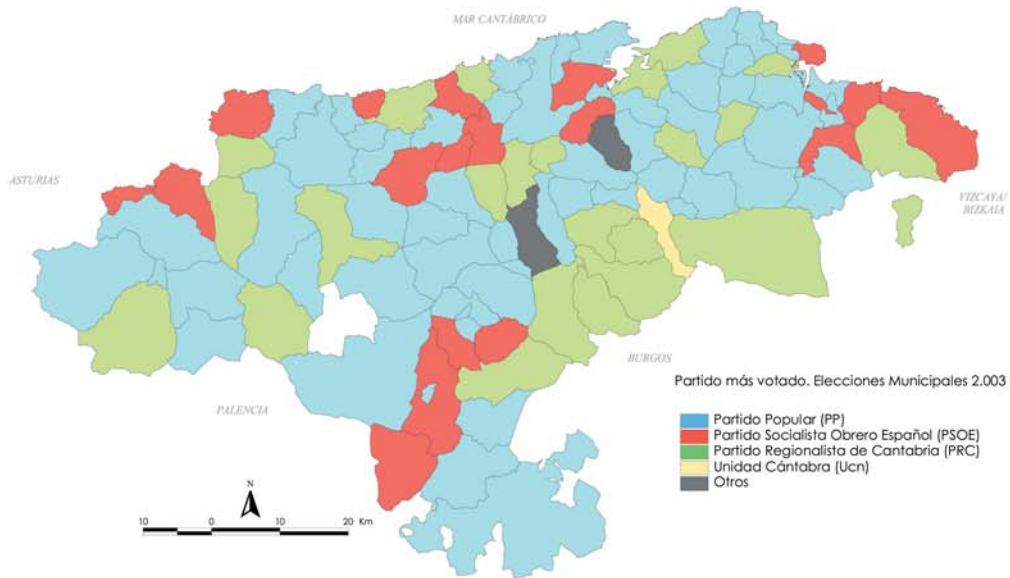 MAR CANTÁBRICO
ASTURIAS
VIZCAYA/
BIZKAIA
BURGOS
PALENCIA
Partido más votado. Elecciones Municipales 2.003
Partido Popular (PP)
Partido Socialista Obrero Español (PSOE)
Partido Regionalista de Cantabria (PRC)
Unidad Cántabra (Ucn)
Otros
N
10 0 10 20 Km